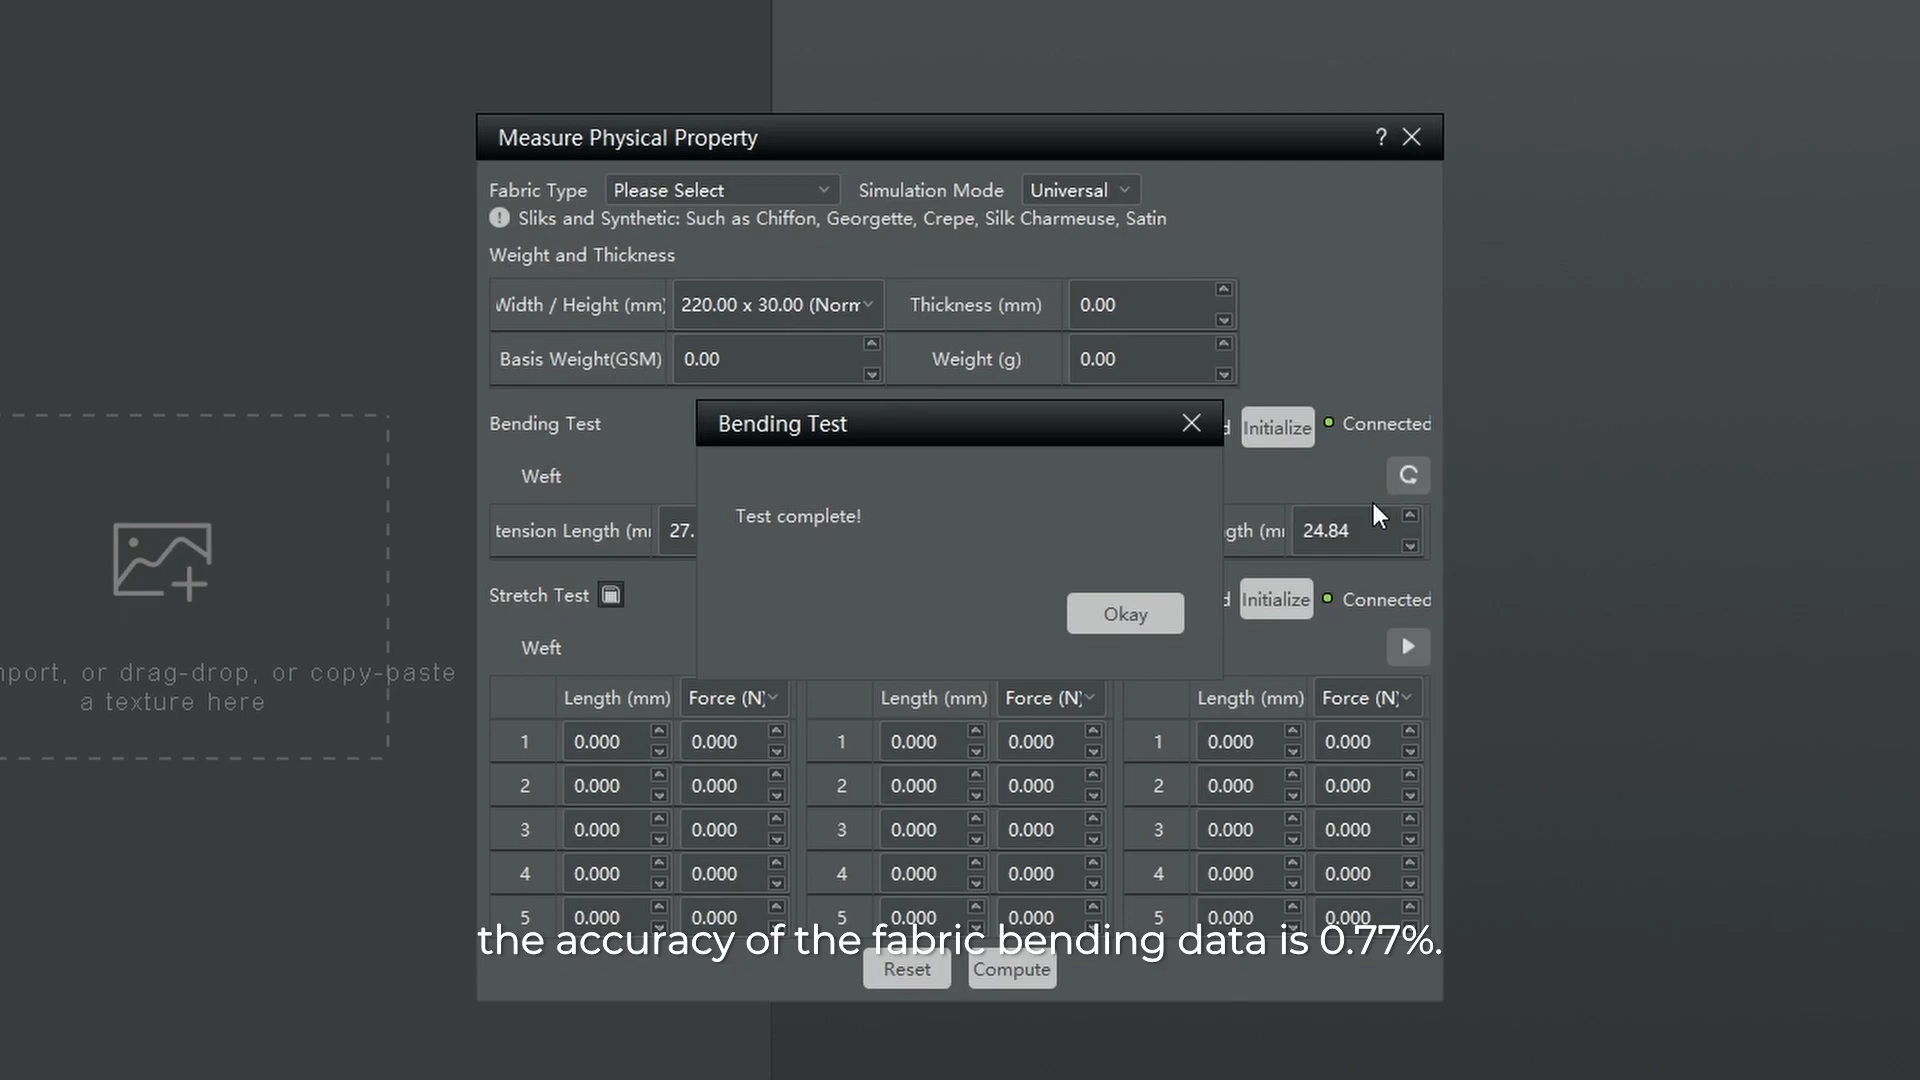 Measure Physical Property ?
Fabric Type Please Select Simulation Mode Universal
! Sliks and Synthetic: Such as Chiffon, Georgette, Crepe, Silk Charmeuse, Satin
Weight and Thickness
Width / Height (mm) 220.00 x 30.00 (Norm Thickness (mm) 0.00
Basis Weight(GSM) 0.00 Weight (g) 0.00
Bending Test
Bending Test d Initialize Connected
Weft
Test complete!
tension Length (mm 27. gth (mm 24.84
Stretch Test d Initialize Connected
Okay
Weft
mport, or drag-drop, or copy-paste
a texture here
Length (mm) Force (N) Length (mm) Force (N) Length (mm) Force (N)
1 0.000 0.000 1 0.000 0.000 1 0.000 0.000
2 0.000 0.000 2 0.000 0.000 2 0.000 0.000
3 0.000 0.000 3 0.000 0.000 3 0.000 0.000
4 0.000 0.000 4 0.000 0.000 4 0.000 0.000
5 0.000 0.000 5 0.000 0.000 5 0.000 0.000
the accuracy of the fabric bending data is 0.77%.
Reset Compute